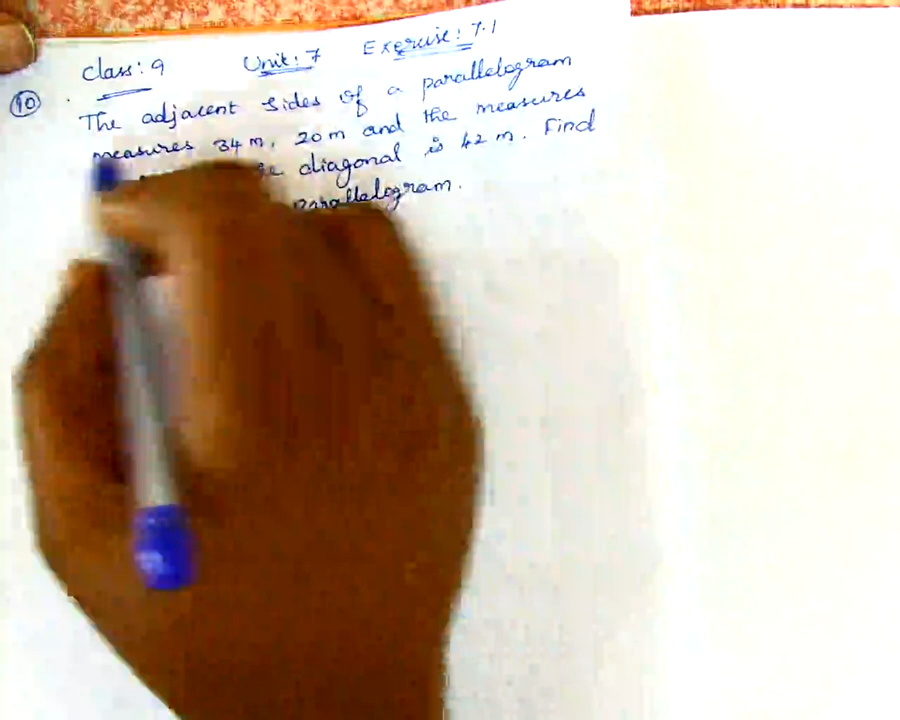 Class: 9 Unit: 7 Exercise: 7.1
10 The adjacent sides of a parallelogram
measures 34 m, 20 m and the measures
diagonal is 42 m. Find
parallelogram.